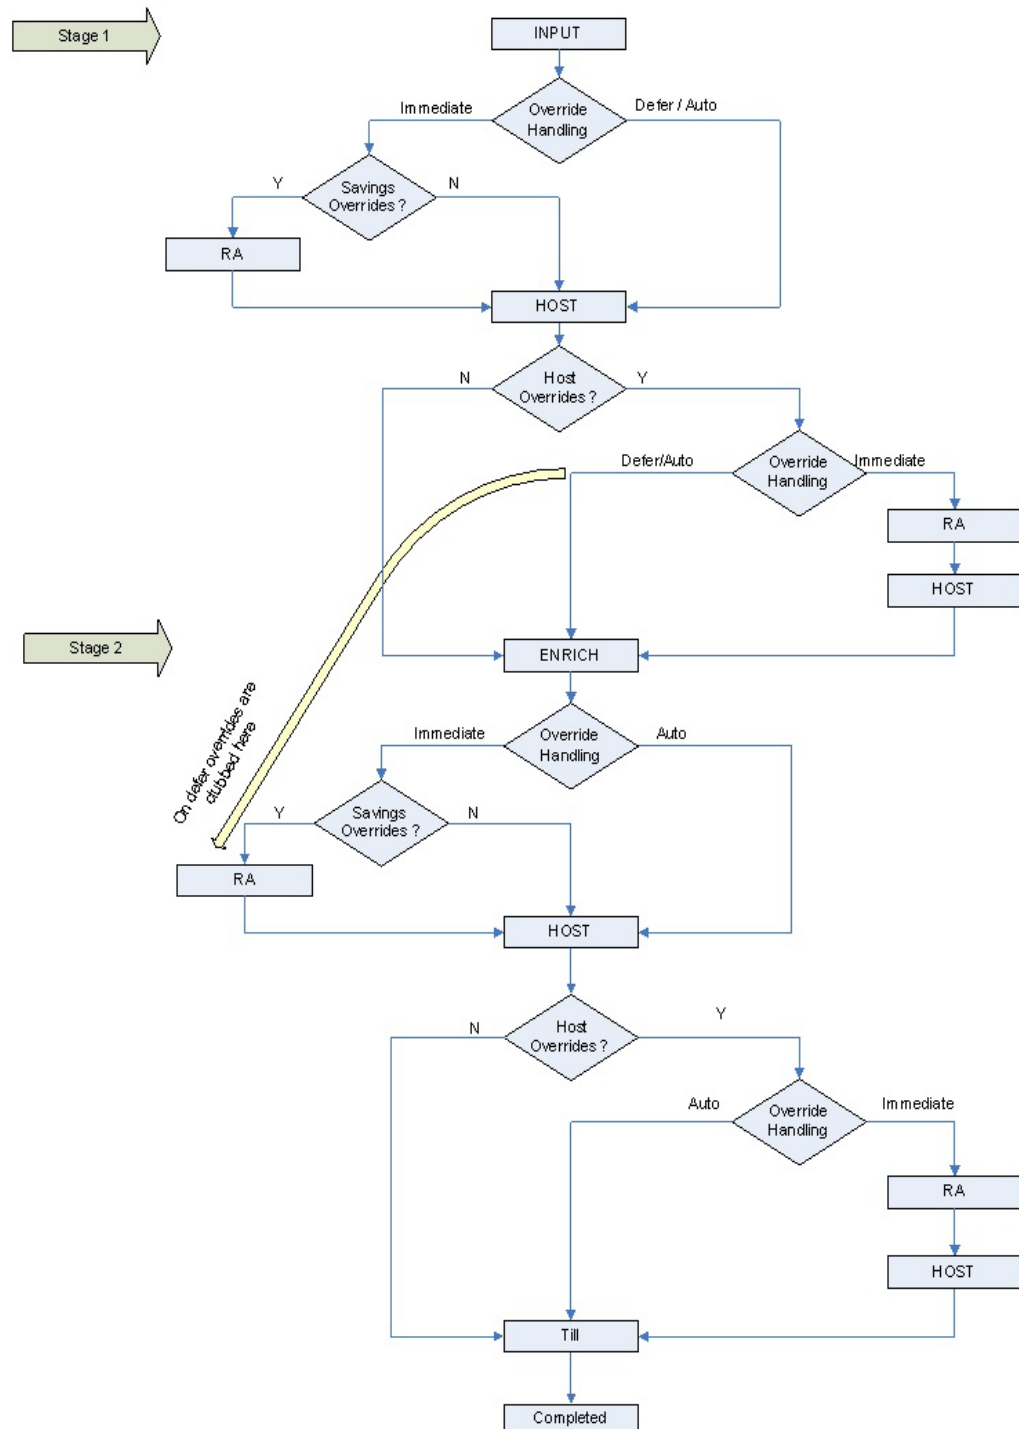 Stage 1
INPUT
Immediate
Override
Handling
Defer / Auto
Y
Savings
Overrides ?
N
RA
HOST
N
Host
Overrides ?
Y
Defer/Auto
Override
Handling
Immediate
RA
HOST
Stage 2
ENRICH
On defer overrides are
stubbed here
Immediate
Override
Handling
Auto
Y
Savings
Overrides ?
N
RA
HOST
N
Host
Overrides ?
Y
Auto
Override
Handling
Immediate
RA
HOST
Till
Completed